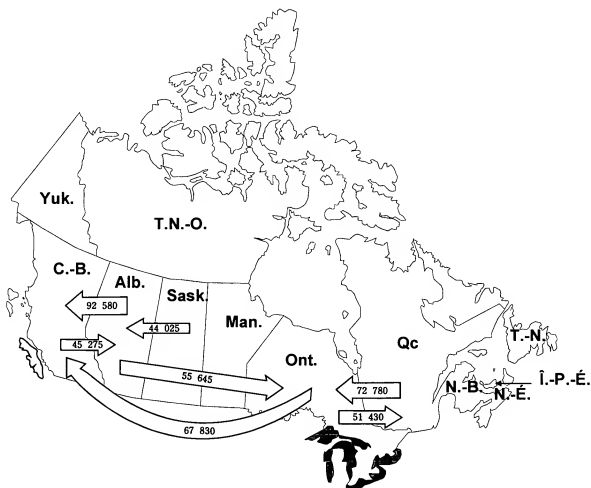 Yuk.
T.N.-O.
C.-B.
Alb.
Sask.
Man.
Ont.
Qc
T.-N.
Î.-P.-É.
N.-B.
N.-É.
92 580
44 025
45 275
55 645
72 780
51 430
67 830